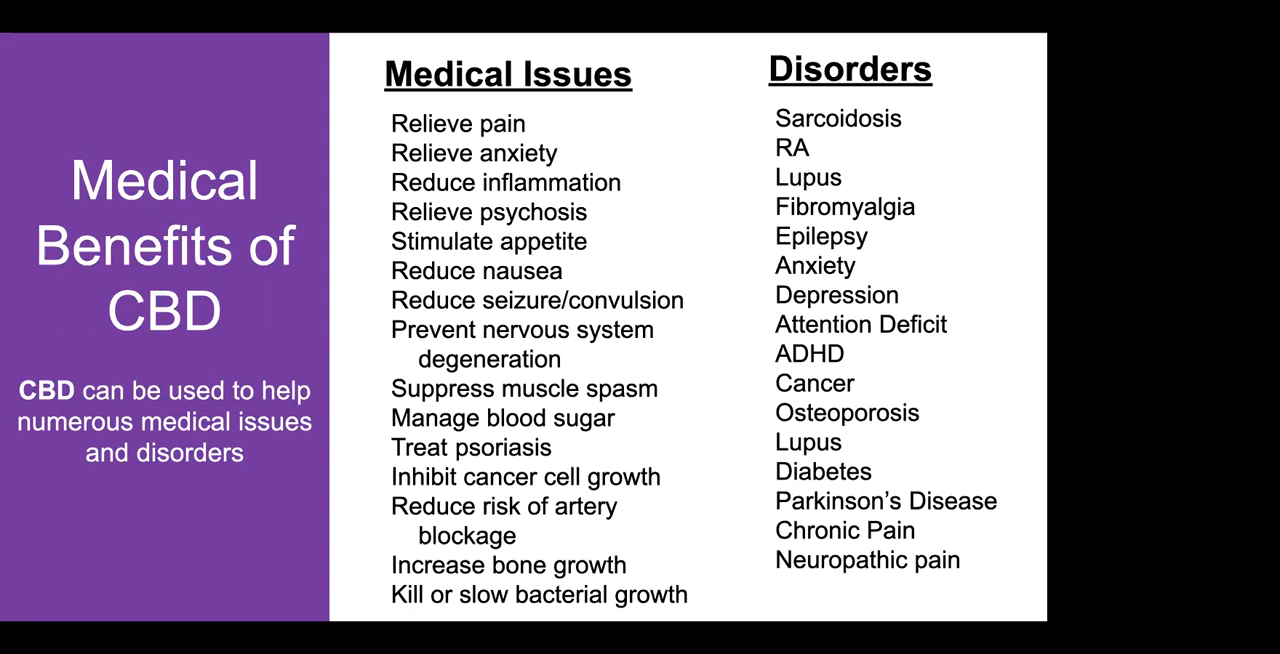 Medical
Benefits of
CBD
CBD can be used to help
numerous medical issues
and disorders
Medical Issues
Relieve pain
Relieve anxiety
Reduce inflammation
Relieve psychosis
Stimulate appetite
Reduce nausea
Reduce seizure/convulsion
Prevent nervous system
degeneration
Suppress muscle spasm
Manage blood sugar
Treat psoriasis
Inhibit cancer cell growth
Reduce risk of artery
blockage
Increase bone growth
Kill or slow bacterial growth
Disorders
Sarcoidosis
RA
Lupus
Fibromyalgia
Epilepsy
Anxiety
Depression
Attention Deficit
ADHD
Cancer
Osteoporosis
Lupus
Diabetes
Parkinson’s Disease
Chronic Pain
Neuropathic pain